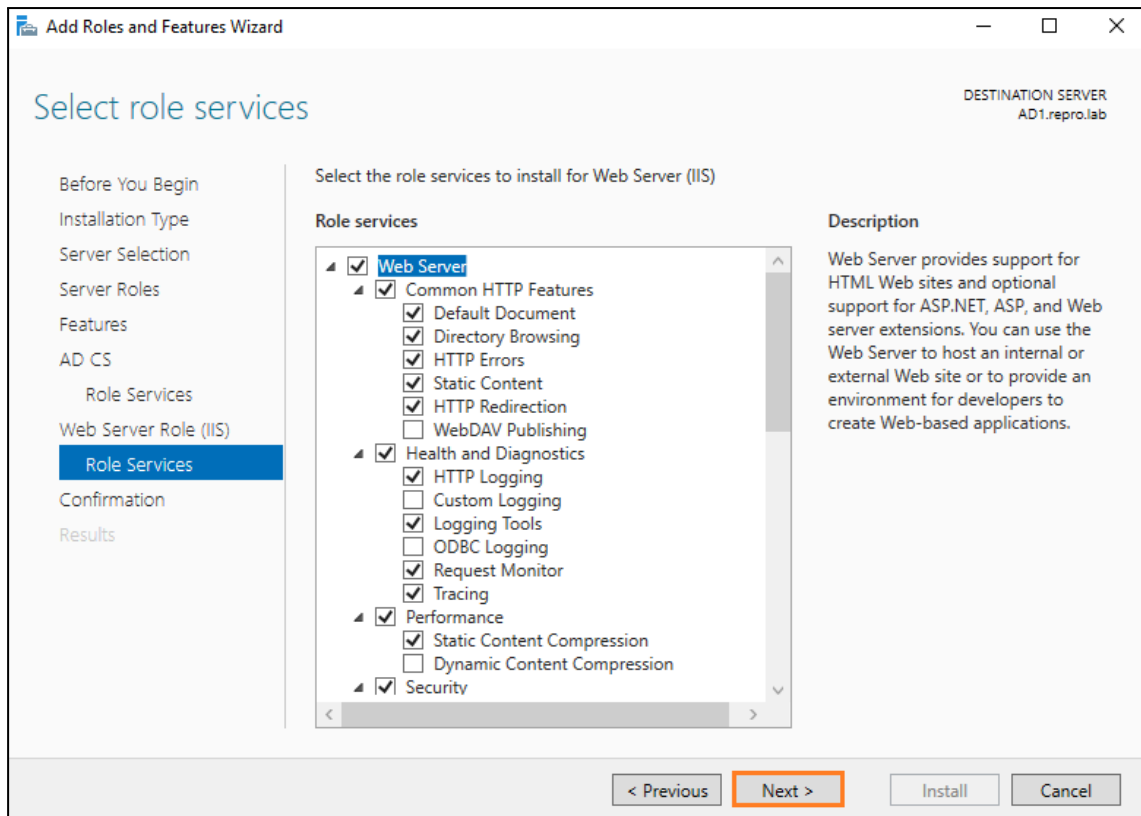 Add Roles and Features Wizard
Select role services
DESTINATION SERVER
AD1.repro.lab
Before You Begin
Installation Type
Server Selection
Server Roles
Features
AD CS
Role Services
Web Server Role (IIS)
Role Services
Confirmation
Results
Select the role services to install for Web Server (IIS)
Role services
Web Server
Common HTTP Features
Default Document
Directory Browsing
HTTP Errors
Static Content
HTTP Redirection
WebDAV Publishing
Health and Diagnostics
HTTP Logging
Custom Logging
Logging Tools
ODBC Logging
Request Monitor
Tracing
Performance
Static Content Compression
Dynamic Content Compression
Security
Description
Web Server provides support for
HTML Web sites and optional
support for ASP.NET, ASP, and Web
server extensions. You can use the
Web Server to host an internal or
external Web site or to provide an
environment for developers to
create Web-based applications.
< Previous
Next >
Install
Cancel